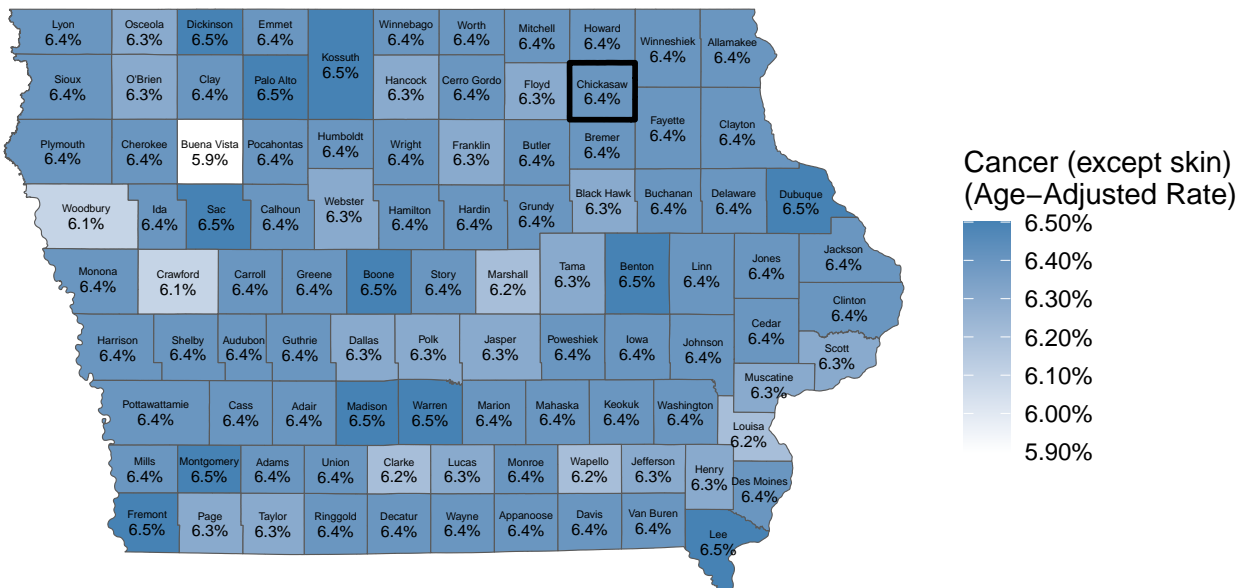 Lyon
6.4%
Osceola
6.3%
Dickinson
6.5%
Emmet
6.4%
Kossuth
6.5%
Winnebago
6.4%
Worth
6.4%
Mitchell
6.4%
Howard
6.4%
Winneshiek
6.4%
Allamakee
6.4%
Sioux
6.4%
O'Brien
6.3%
Clay
6.4%
Palo Alto
6.5%
Hancock
6.3%
Cerro Gordo
6.4%
Floyd
6.3%
Chickasaw
6.4%
Fayette
6.4%
Clayton
6.4%
Plymouth
6.4%
Cherokee
6.4%
Buena Vista
5.9%
Pocahontas
6.4%
Humboldt
6.4%
Wright
6.4%
Franklin
6.3%
Butler
6.4%
Bremer
6.4%
Woodbury
6.1%
Ida
6.4%
Sac
6.5%
Calhoun
6.4%
Webster
6.3%
Hamilton
6.4%
Hardin
6.4%
Grundy
6.4%
Black Hawk
6.3%
Buchanan
6.4%
Delaware
6.4%
Dubuque
6.5%
Monona
6.4%
Crawford
6.1%
Carroll
6.4%
Greene
6.4%
Boone
6.5%
Story
6.4%
Marshall
6.2%
Tama
6.3%
Benton
6.5%
Linn
6.4%
Jones
6.4%
Jackson
6.4%
Clinton
6.4%
Harrison
6.4%
Shelby
6.4%
Audubon
6.4%
Guthrie
6.4%
Dallas
6.3%
Polk
6.3%
Jasper
6.3%
Poweshiek
6.4%
Iowa
6.4%
Johnson
6.4%
Cedar
6.4%
Scott
6.3%
Muscatine
6.3%
Pottawattamie
6.4%
Cass
6.4%
Adair
6.4%
Madison
6.5%
Warren
6.5%
Marion
6.4%
Mahaska
6.4%
Keokuk
6.4%
Washington
6.4%
Louisa
6.2%
Mills
6.4%
Montgomery
6.5%
Adams
6.4%
Union
6.4%
Clarke
6.2%
Lucas
6.3%
Monroe
6.4%
Wapello
6.2%
Jefferson
6.3%
Henry
6.3%
Des Moines
6.4%
Fremont
6.5%
Page
6.3%
Taylor
6.3%
Ringgold
6.4%
Decatur
6.4%
Wayne
6.4%
Appanoose
6.4%
Davis
6.4%
Van Buren
6.4%
Lee
6.5%
Cancer (except skin)
(Age−Adjusted Rate)
6.50%
6.40%
6.30%
6.20%
6.10%
6.00%
5.90%